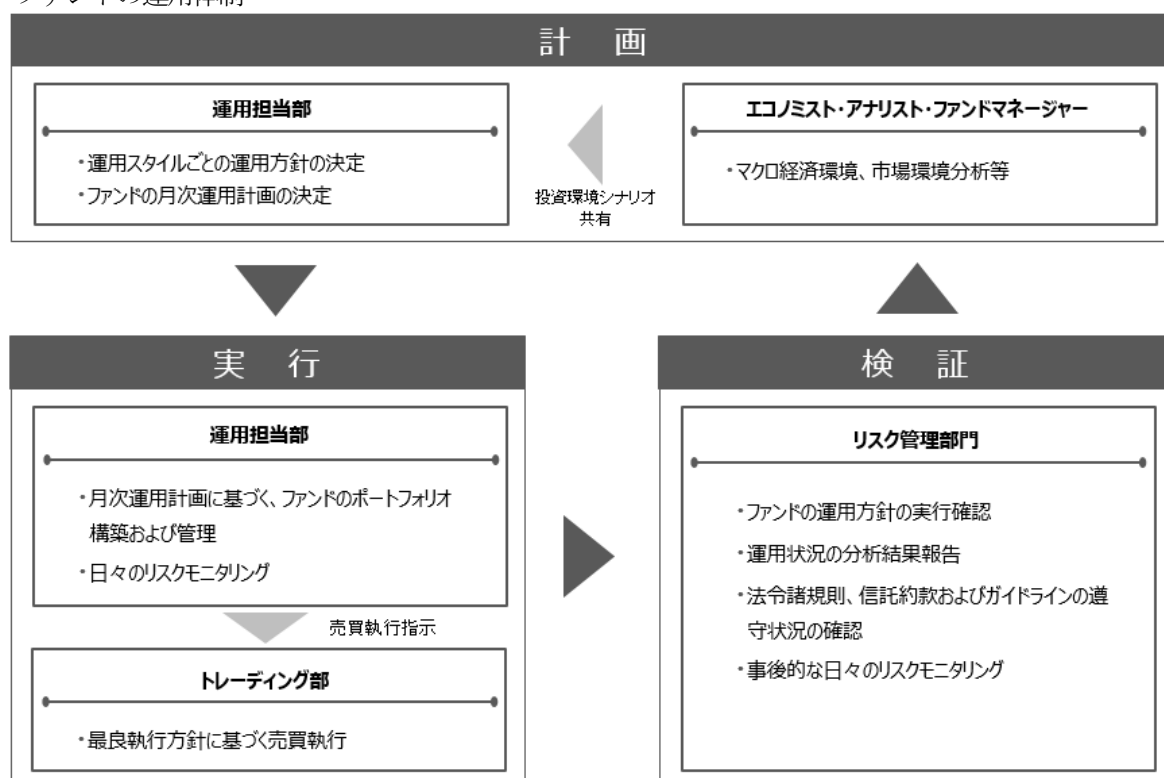 ファンドの運用体制
計 画
運用担当部
・運用スタイルごとの運用方針の決定
・ファンドの月次運用計画の決定
投資環境シナリオ
共有
エコノミスト・アナリスト・ファンドマネージャー
・マクロ経済環境、市場環境分析等
実 行
運用担当部
・月次運用計画に基づく、ファンドのポートフォリオ
構築および管理
・日々のリスクモニタリング
売買執行指示
トレーディング部
・最良執行方針に基づく売買執行
検 証
リスク管理部門
・ファンドの運用方針の実行確認
・運用状況の分析結果報告
・法令諸規則、信託約款およびガイドラインの遵
守状況の確認
・事後的な日々のリスクモニタリング